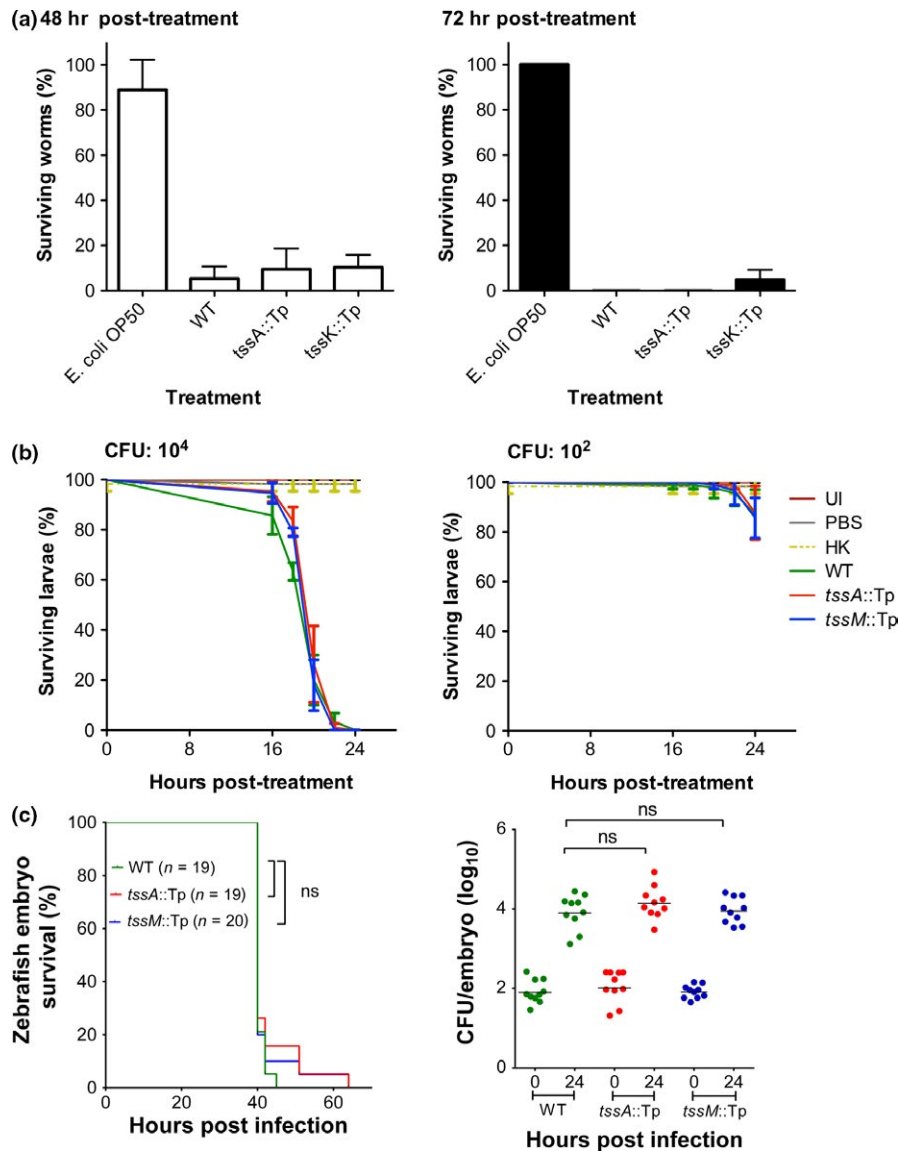 (a) 48 hr post-treatment
Surviving worms (%)
100
80
60
40
20
0
E. coli OP50
WT
tssA::Tp
tssK::Tp
Treatment
72 hr post-treatment
Surviving worms (%)
100
80
60
40
20
0
E. coli OP50
WT
tssA::Tp
tssK::Tp
Treatment
(b)
CFU: 10⁴
Surviving larvae (%)
100
80
60
40
20
0
0 8 16 24
Hours post-treatment
CFU: 10²
Surviving larvae (%)
100
80
60
40
20
0
0 8 16 24
Hours post-treatment
UI
PBS
HK
WT
tssA::Tp
tssM::Tp
(c)
Zebrafish embryo
survival (%)
100
80
60
40
20
0
WT (n = 19)
tssA::Tp (n = 19)
tssM::Tp (n = 20)
ns
0 20 40 60
Hours post infection
CFU/embryo (log₁₀)
6
4
2
0
ns
ns
0 24 0 24 0 24
WT tssA::Tp tssM::Tp
Hours post infection